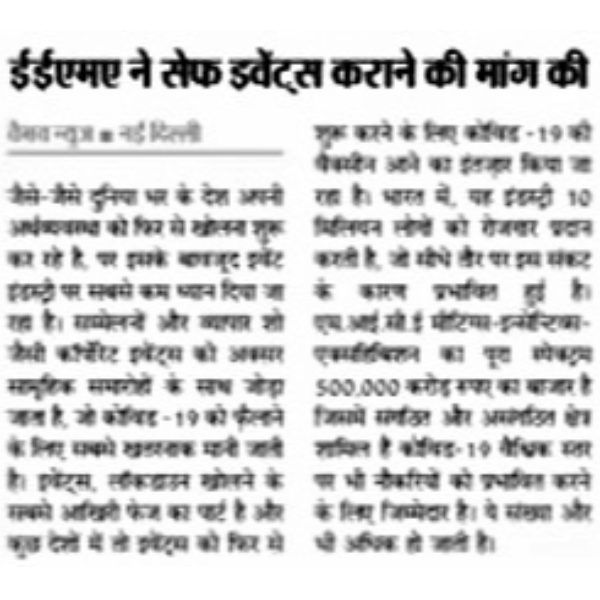 ईईएमए ने सेफ इवेंट्स कराने की मांग की
वैभव न्यूज ■ नई दिल्ली
जैसे-जैसे दुनिया भर के देश अपनी
अर्थव्यवस्था को फिर से खोलना शुरू
कर रहे है, पर इसके बावजूद इवेंट
इंडस्ट्री पर सबसे कम ध्यान दिया जा
रहा है। सम्मेलनों और व्यापार शो
जैसी कॉर्पोरेट इवेंट्स को अक्सर
सामूहिक समारोहों के साथ जोड़ा
जाता है, जो कोविड -19 को फैलाने
के लिए सबसे खतरनाक मानी जाती
है। इवेंट्स, लॉकडाउन खोलने के
सबसे आखिरी फेज का पार्ट है और
कुछ देशों में तो इवेंट्स को फिर से
शुरू करने के लिए कोविड -19 की
वैक्सीन आने का इंतजार किया जा
रहा है। भारत में, यह इंडस्ट्री 10
मिलियन लोगों को रोजगार प्रदान
करती है, जो सीधे तौर पर इस संकट
के कारण प्रभावित हुई है।
एम.आई.सी.ई मीटिंग्स-इन्सेन्टिव्स-
एक्सहिबिशन का पूरा स्पेक्ट्रम
500,000 करोड़ रुपए का बाजार है
जिसमें संगठित और असंगठित क्षेत्र
शामिल है कोविड-19 वैश्विक स्तर
पर भी नौकरियों को प्रभावित करने
के लिए जिम्मेदार है। ये संख्या और
भी अधिक हो जाती है।